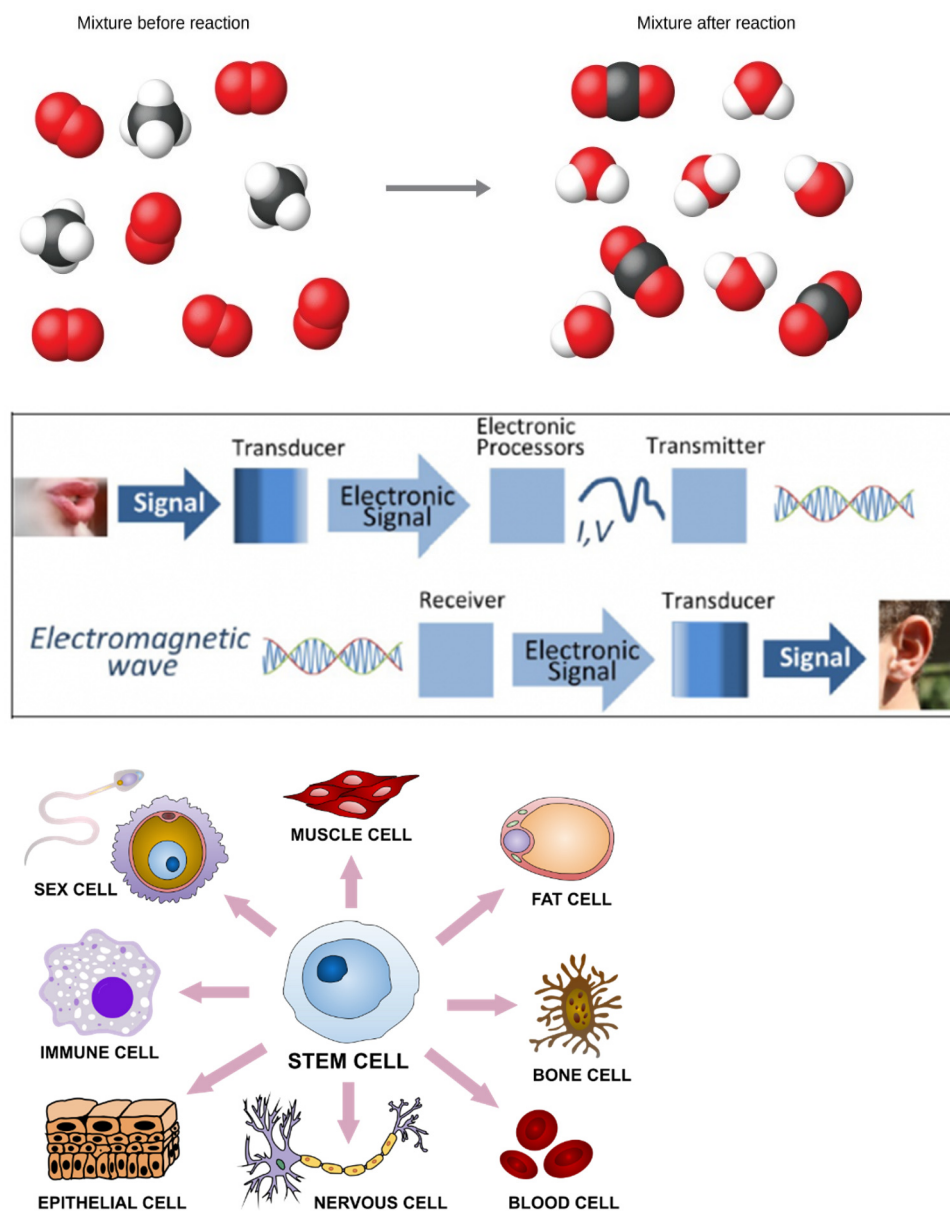 Mixture before reaction
Mixture after reaction
Transducer
Electronic
Processors
Transmitter
Signal
Electronic
Signal
I,V
Receiver
Transducer
Electromagnetic
wave
Electronic
Signal
Signal
MUSCLE CELL
SEX CELL
FAT CELL
IMMUNE CELL
STEM CELL
BONE CELL
EPITHELIAL CELL
NERVOUS CELL
BLOOD CELL